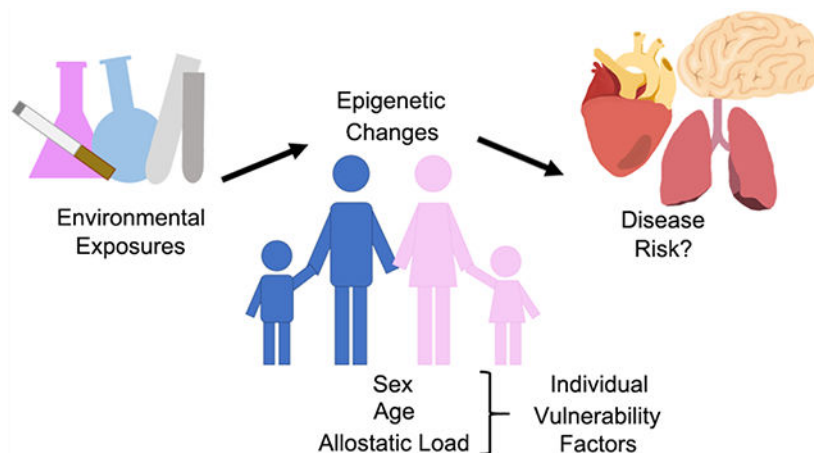 Environmental
Exposures
Epigenetic
Changes
Disease
Risk?
Sex
Age
Allostatic Load
Individual
Vulnerability
Factors